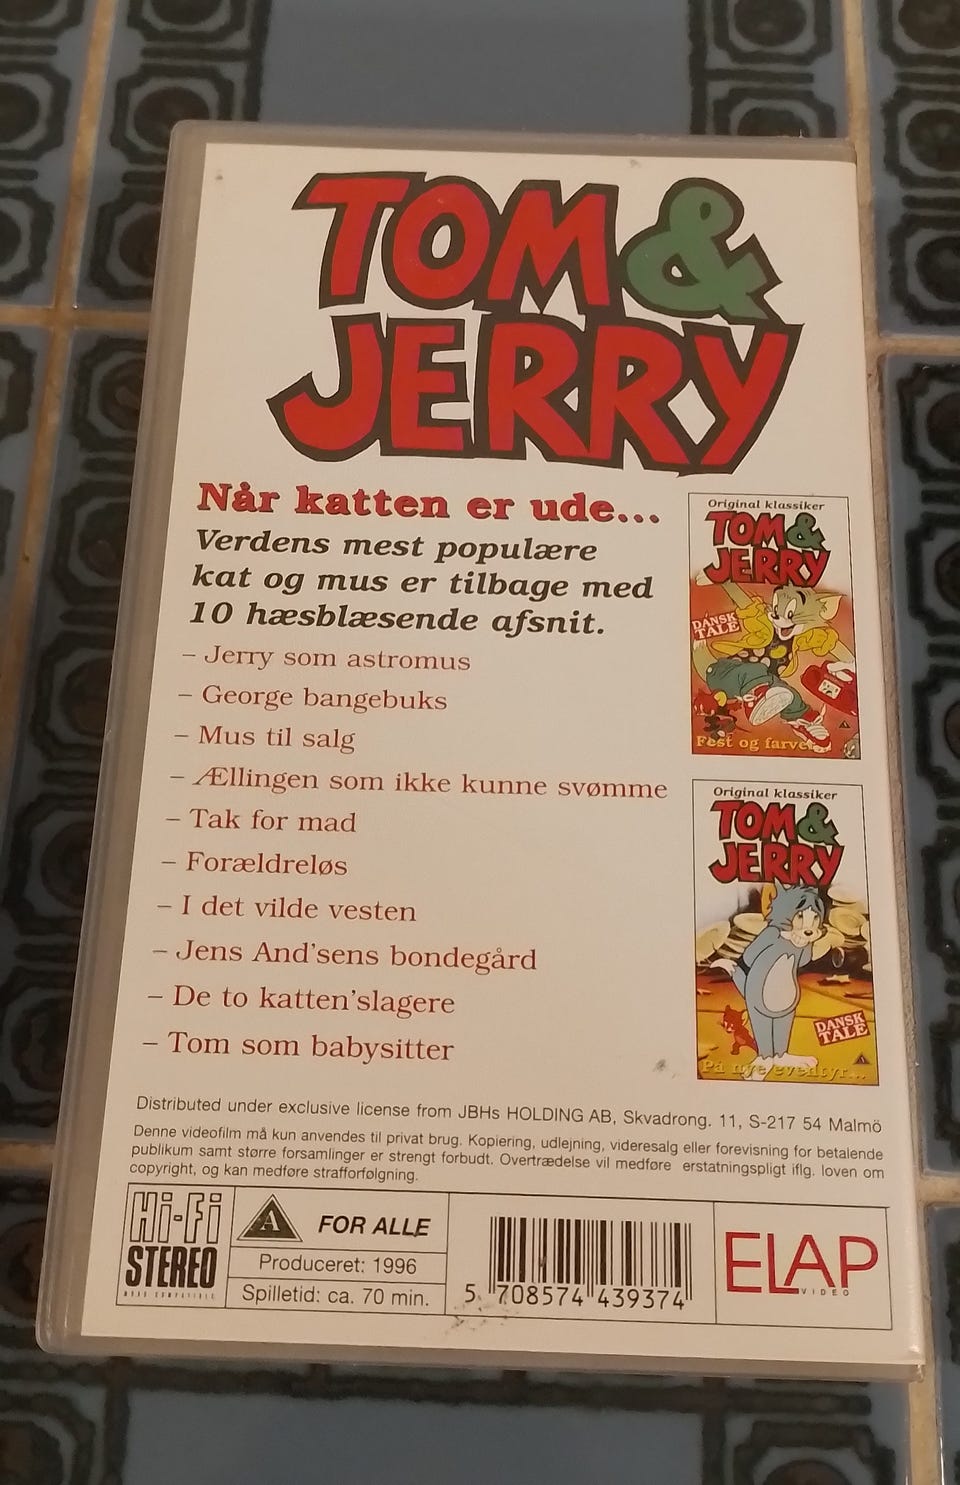 TOM &
JERRY
Når katten er ude...
Verdens mest populære
kat og mus er tilbage med
10 hæsblæsende afsnit.
– Jerry som astromus
– George bangebuks
– Mus til salg
– Ællingen som ikke kunne svømme
– Tak for mad
– Forældreløs
– I det vilde vesten
– Jens And'sens bondegård
– De to katten'slagere
– Tom som babysitter
Original klassiker
TOM &
JERRY
DANSK
TALE
Fest og farver
Original klassiker
TOM &
JERRY
DANSK
TALE
På nye eventyr...
Distributed under exclusive license from JBHs HOLDING AB, Skvadrong. 11, S-217 54 Malmö
Denne videofilm må kun anvendes til privat brug. Kopiering, udlejning, videresalg eller forevisning for betalende
publikum samt større forsamlinger er strengt forbudt. Overtrædelse vil medføre erstatningspligt iflg. loven om
copyright, og kan medføre strafforfølgning.
Hi-Fi
STEREO
A FOR ALLE
Produceret: 1996
Spilletid: ca. 70 min.
5 708574 439374
ELAP
VIDEO